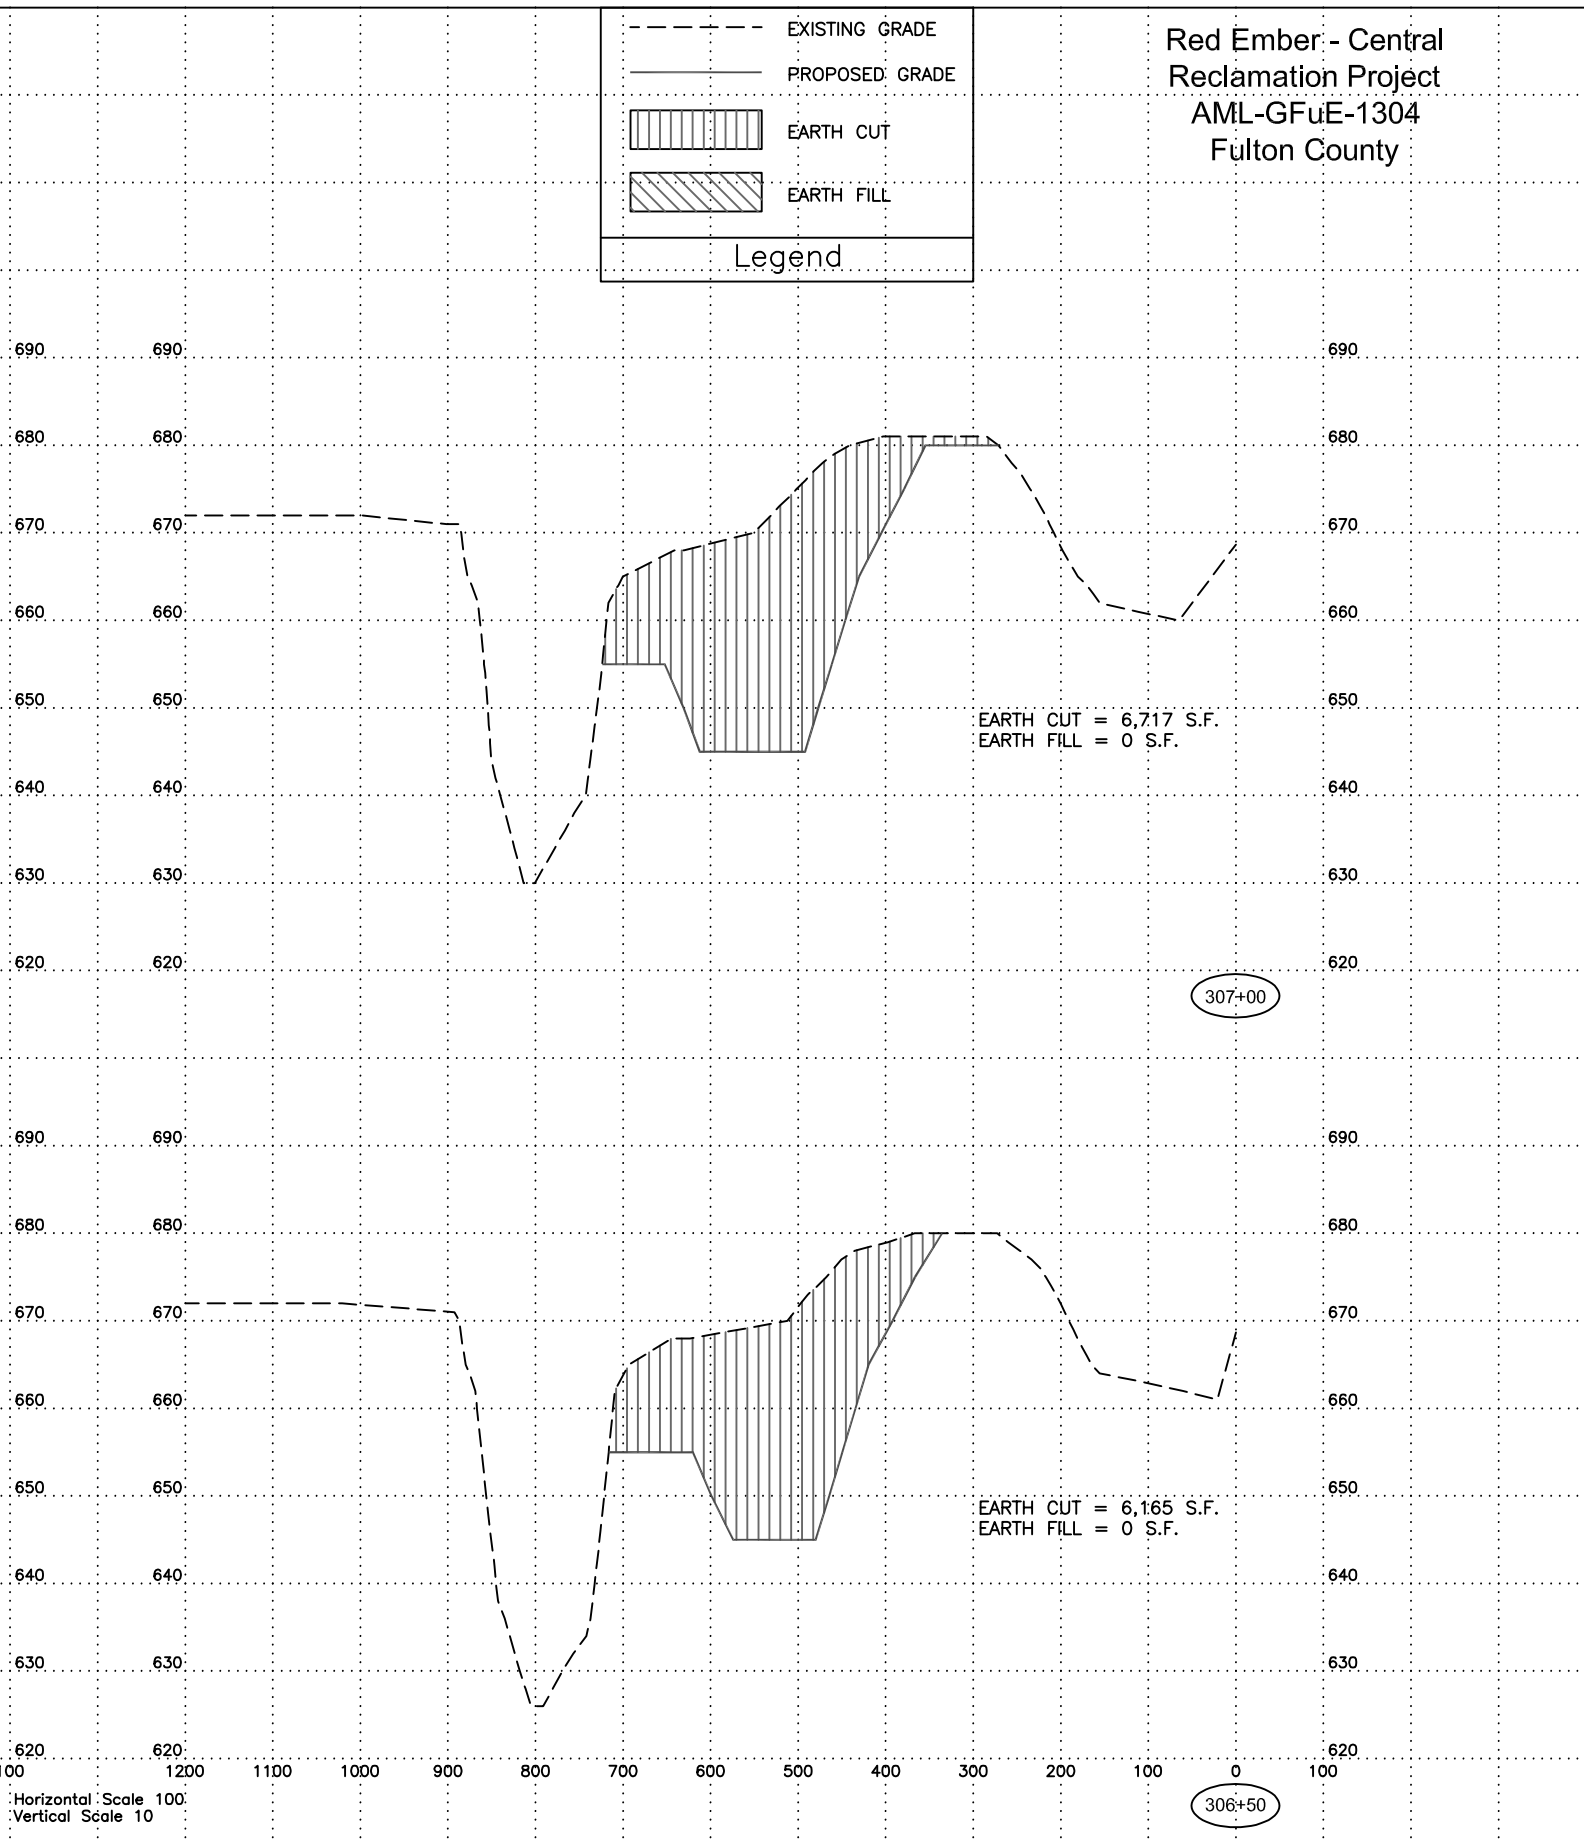 EXISTING GRADE
PROPOSED GRADE
EARTH CUT
EARTH FILL
Legend
Red Ember - Central
Reclamation Project
AML-GFuE-1304
Fulton County
690 690 690
680 680 680
670 670 670
660 660 660
650 650 650
EARTH CUT = 6,717 S.F.
EARTH FILL = 0 S.F.
640 640 640
630 630 630
620 620 620
307+00
690 690 690
680 680 680
670 670 670
660 660 660
650 650 650
EARTH CUT = 6,165 S.F.
EARTH FILL = 0 S.F.
640 640 640
630 630 630
620 620 620
100 1200 1100 1000 900 800 700 600 500 400 300 200 100 0 100
Horizontal Scale 100
Vertical Scale 10
306+50